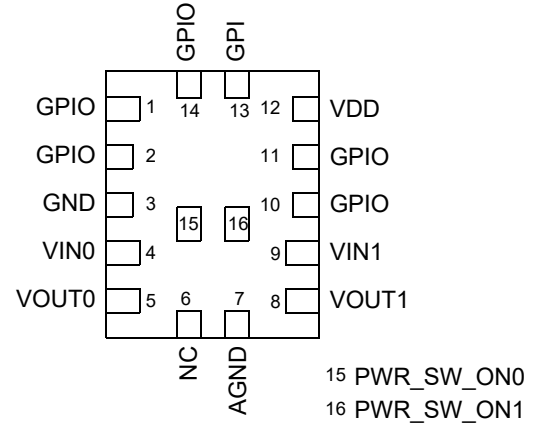 GPIO GPI
GPIO 1 14 13 12 VDD
GPIO 2 11 GPIO
GND 3 15 16 10 GPIO
VIN0 4 9 VIN1
VOUT0 5 6 7 8 VOUT1
NC AGND
15 PWR_SW_ON0
16 PWR_SW_ON1